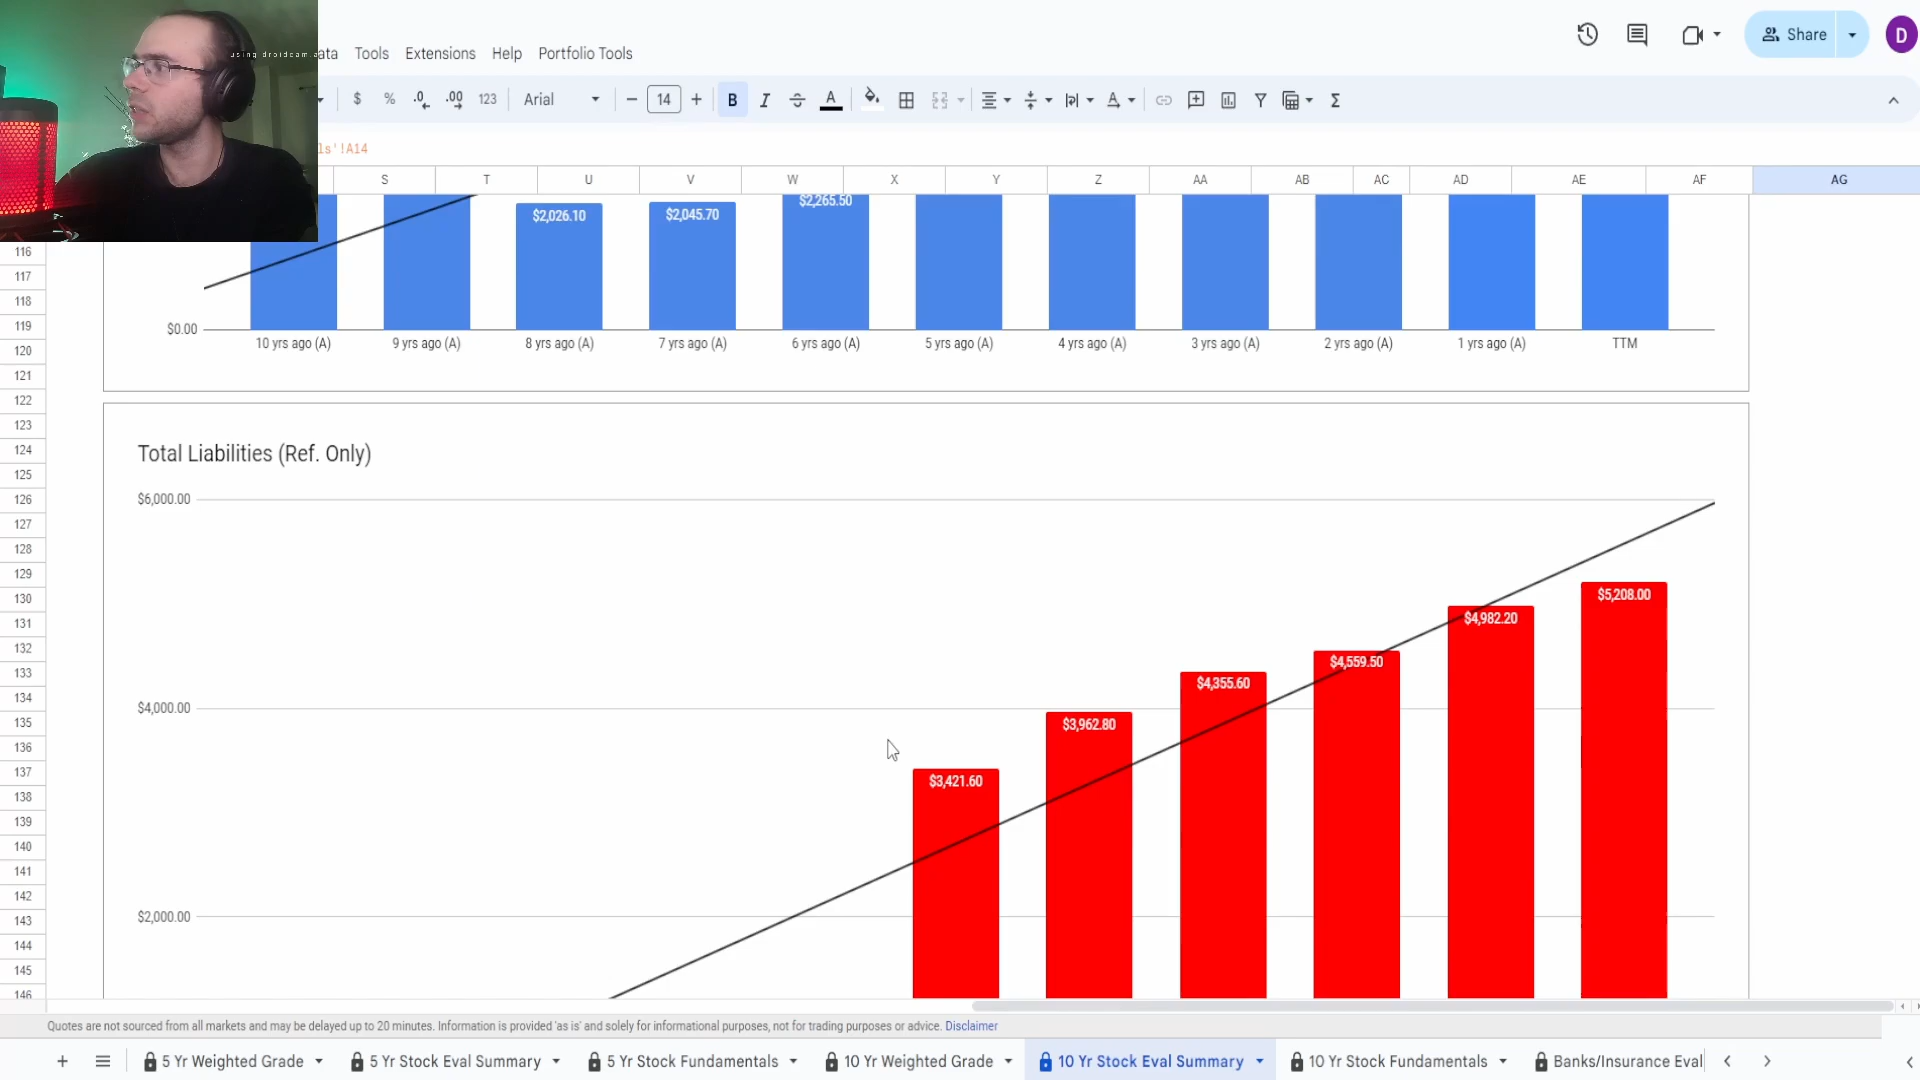 using droidcam.a
ata Tools Extensions Help Portfolio Tools
Share
D
$ % .0 .00 123 Arial − 14 + B I S A A Σ
ls'!A14
S T U V W X Y Z AA AB AC AD AE AF AG
$2,026.10 $2,045.70 $2,265.50
$0.00
10 yrs ago (A) 9 yrs ago (A) 8 yrs ago (A) 7 yrs ago (A) 6 yrs ago (A) 5 yrs ago (A) 4 yrs ago (A) 3 yrs ago (A) 2 yrs ago (A) 1 yrs ago (A) TTM
116
117
118
119
120
121
122
123
124
125
126
127
128
129
130
131
132
133
134
135
136
137
138
139
140
141
142
143
144
145
146
Total Liabilities (Ref. Only)
$6,000.00
$4,000.00
$2,000.00
$3,421.60 $3,962.80 $4,355.60 $4,559.50 $4,982.20 $5,208.00
Quotes are not sourced from all markets and may be delayed up to 20 minutes. Information is provided 'as is' and solely for informational purposes, not for trading purposes or advice. Disclaimer
+ 5 Yr Weighted Grade 5 Yr Stock Eval Summary 5 Yr Stock Fundamentals 10 Yr Weighted Grade 10 Yr Stock Eval Summary 10 Yr Stock Fundamentals Banks/Insurance Eval